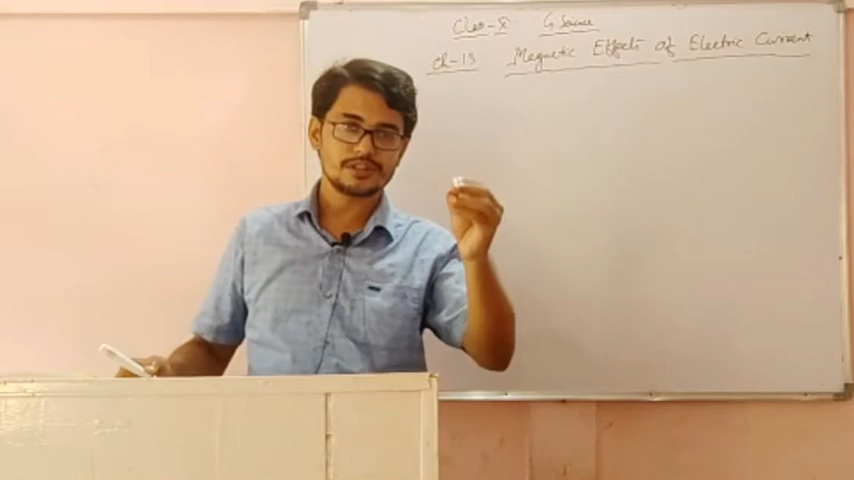 Class-X G. Science
Ch-13 Magnetic Effects of Electric Current